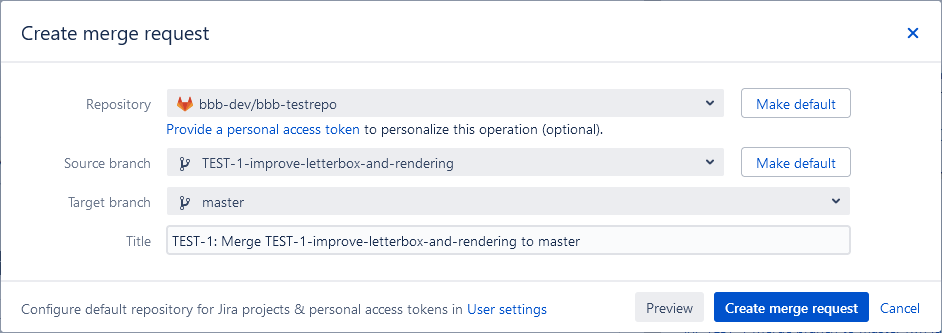 Create merge request
Repository bbb-dev/bbb-testrepo Make default
Provide a personal access token to personalize this operation (optional).
Source branch TEST-1-improve-letterbox-and-rendering Make default
Target branch master
Title TEST-1: Merge TEST-1-improve-letterbox-and-rendering to master
Configure default repository for Jira projects & personal access tokens in User settings Preview Create merge request Cancel